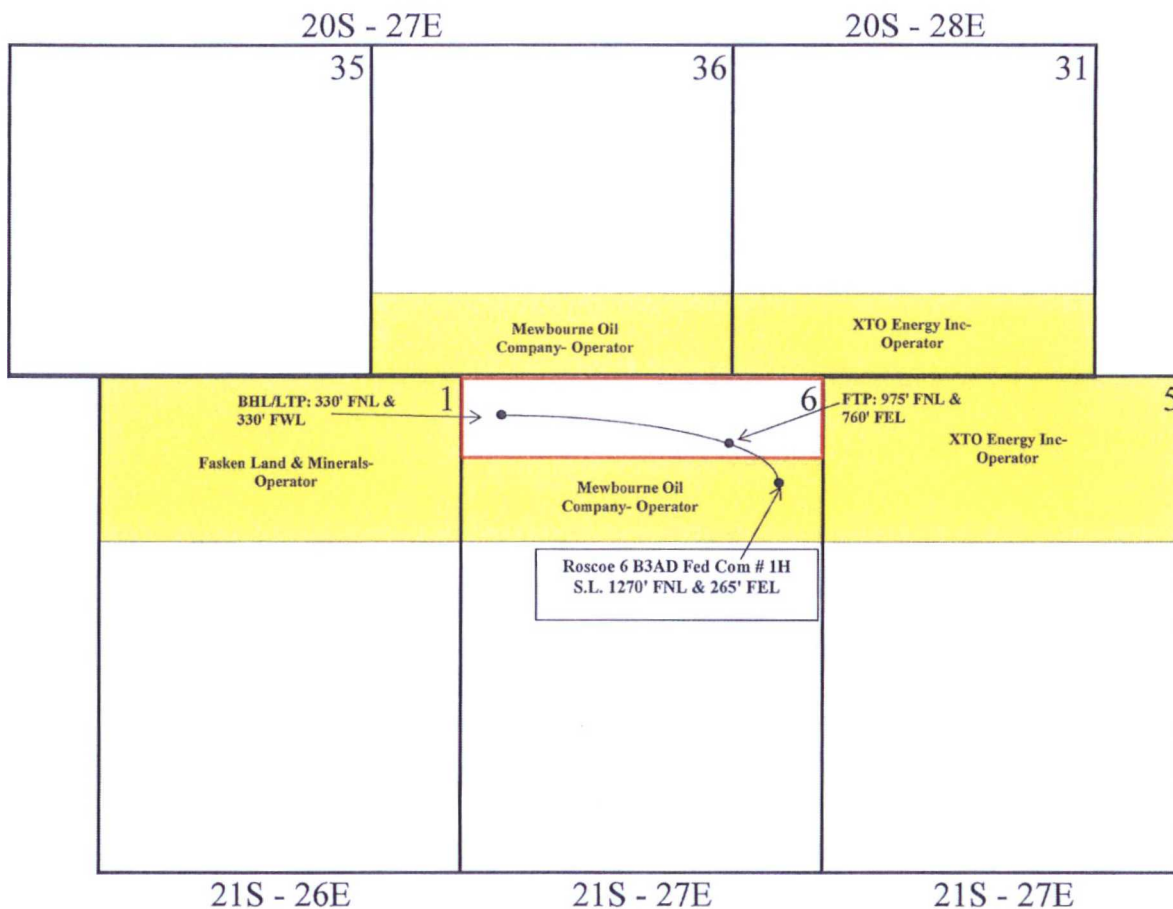 20S - 27E
20S - 28E
35
36
31
Mewbourne Oil
Company- Operator
XTO Energy Inc-
Operator
BHL/LTP: 330' FNL &
330' FWL
1
6
FTP: 975' FNL &
760' FEL
5
XTO Energy Inc-
Operator
Fasken Land & Minerals-
Operator
Mewbourne Oil
Company- Operator
Roscoe 6 B3AD Fed Com # 1H
S.L. 1270' FNL & 265' FEL
21S - 26E
21S - 27E
21S - 27E